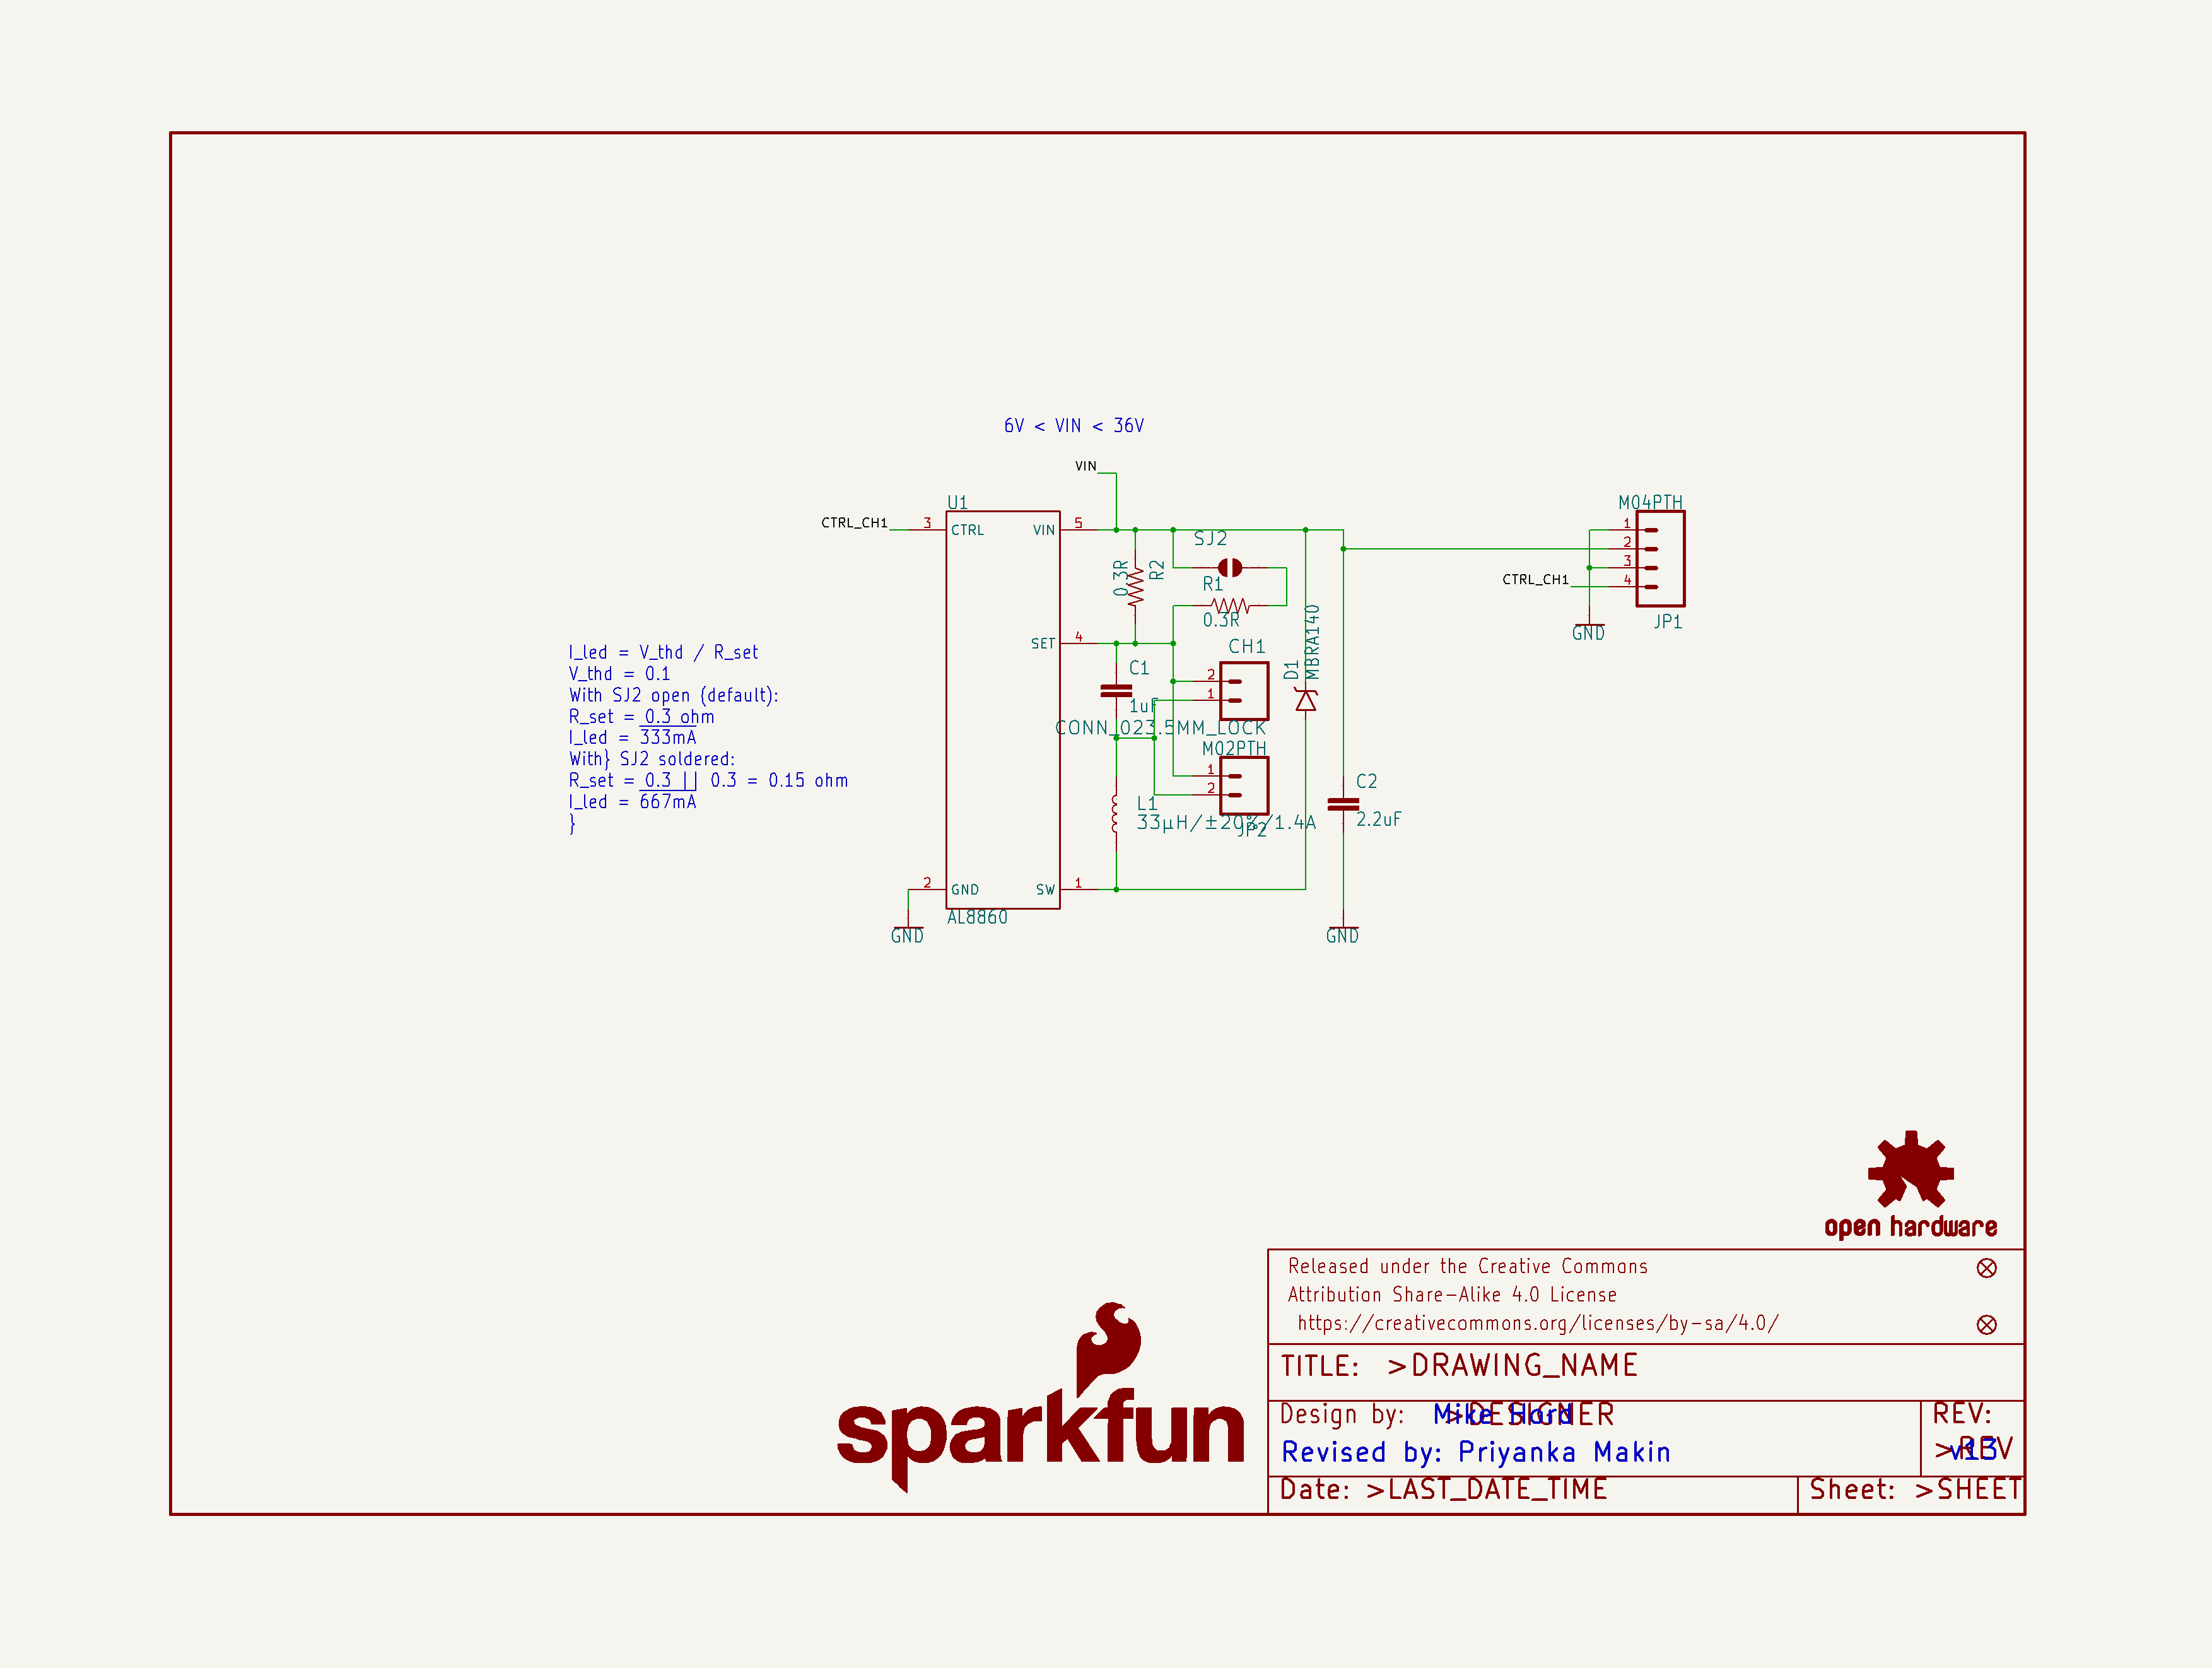 6V < VIN < 36V
VIN
U1
CTRL_CH1
3
CTRL
VIN
5
SJ2
0.3R
R2
R1
0.3R
SET
4
CH1
C1
2
1
1uF
CONN_023.5MM_LOCK
D1
MBRA140
M02PTH
1
2
JP2
L1
33µH/±20%/1.4A
C2
2.2uF
2
GND
SW
1
AL8860
GND
GND
M04PTH
1
2
3
4
CTRL_CH1
GND
JP1
I_led = V_thd / R_set
V_thd = 0.1
With SJ2 open (default):
R_set = 0.3 ohm
I_led = 333mA
With} SJ2 soldered:
R_set = 0.3 || 0.3 = 0.15 ohm
I_led = 667mA
}
open hardware
sparkfun
Released under the Creative Commons
Attribution Share-Alike 4.0 License
https://creativecommons.org/licenses/by-sa/4.0/
TITLE: >DRAWING_NAME
Design by: Mike Hord >DESIGNER
Revised by: Priyanka Makin
REV:
>REV
v13
Date: >LAST_DATE_TIME
Sheet: >SHEET